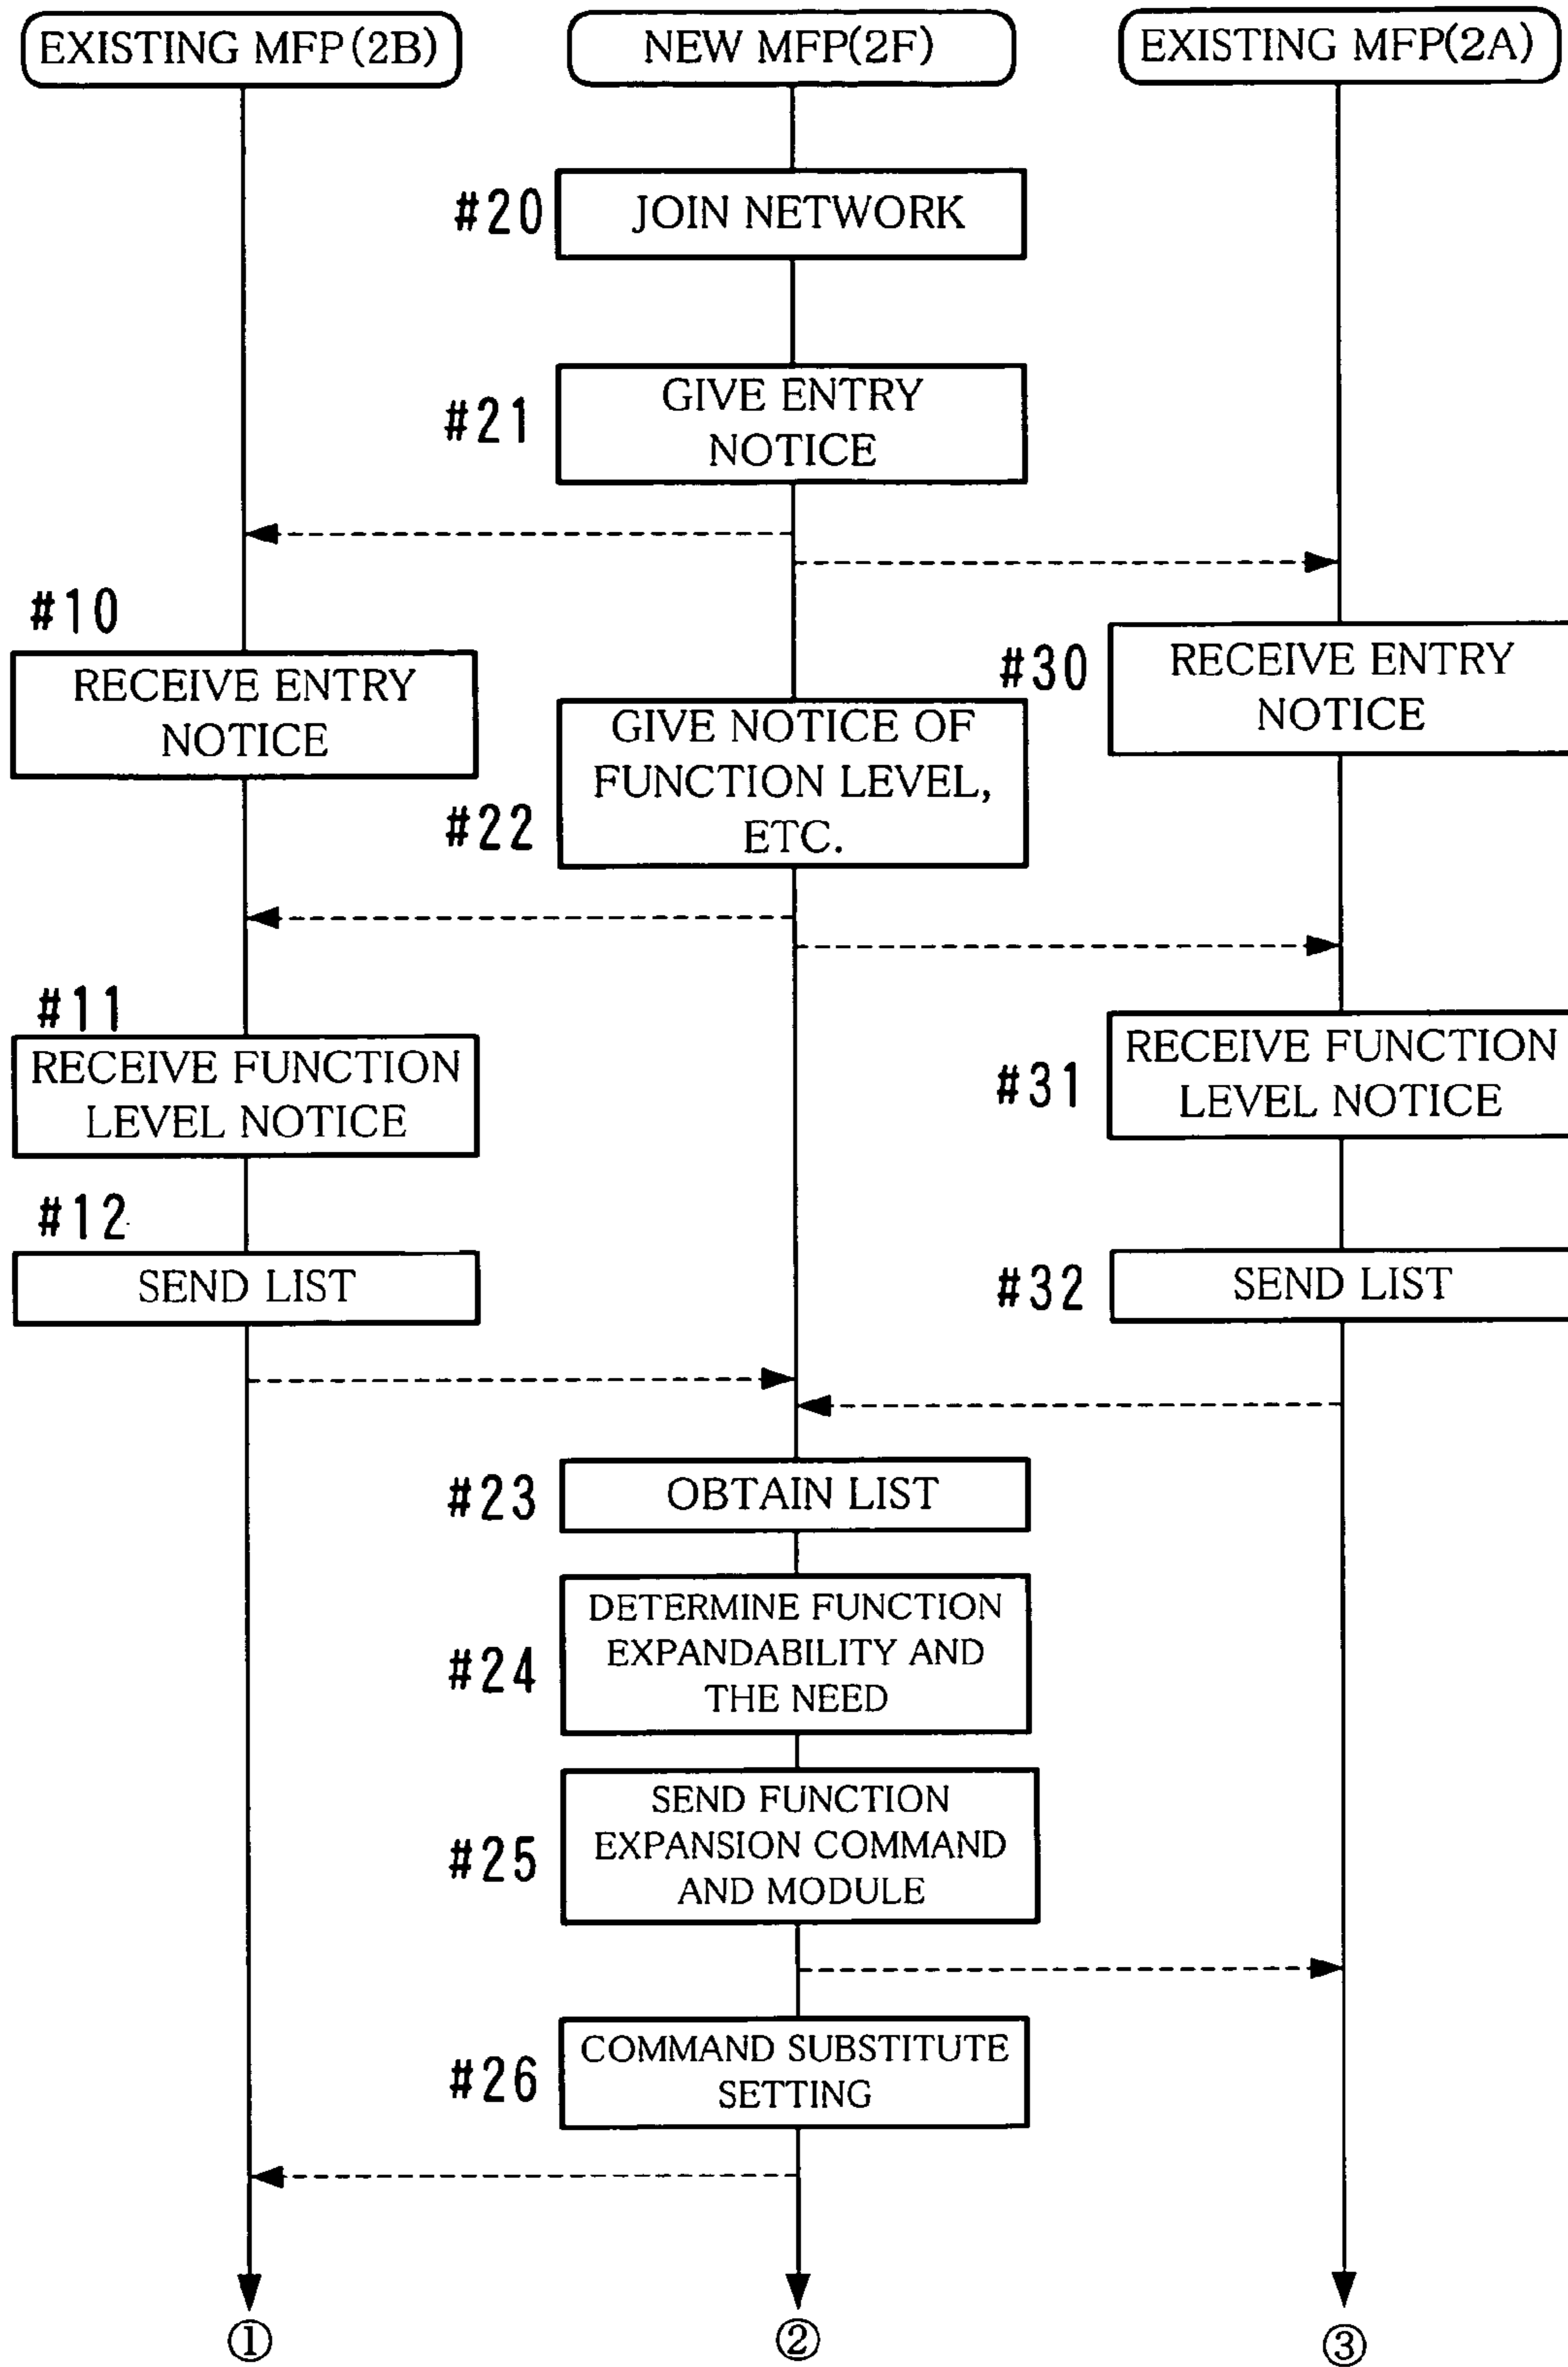 EXISTING MFP(2B)
NEW MFP(2F)
EXISTING MFP(2A)
#20
JOIN NETWORK
#21
GIVE ENTRY
NOTICE
#10
RECEIVE ENTRY
NOTICE
#30
RECEIVE ENTRY
NOTICE
#22
GIVE NOTICE OF
FUNCTION LEVEL,
ETC.
#11
RECEIVE FUNCTION
LEVEL NOTICE
#31
RECEIVE FUNCTION
LEVEL NOTICE
#12
SEND LIST
#32
SEND LIST
#23
OBTAIN LIST
#24
DETERMINE FUNCTION
EXPANDABILITY AND
THE NEED
#25
SEND FUNCTION
EXPANSION COMMAND
AND MODULE
#26
COMMAND SUBSTITUTE
SETTING
①
②
③